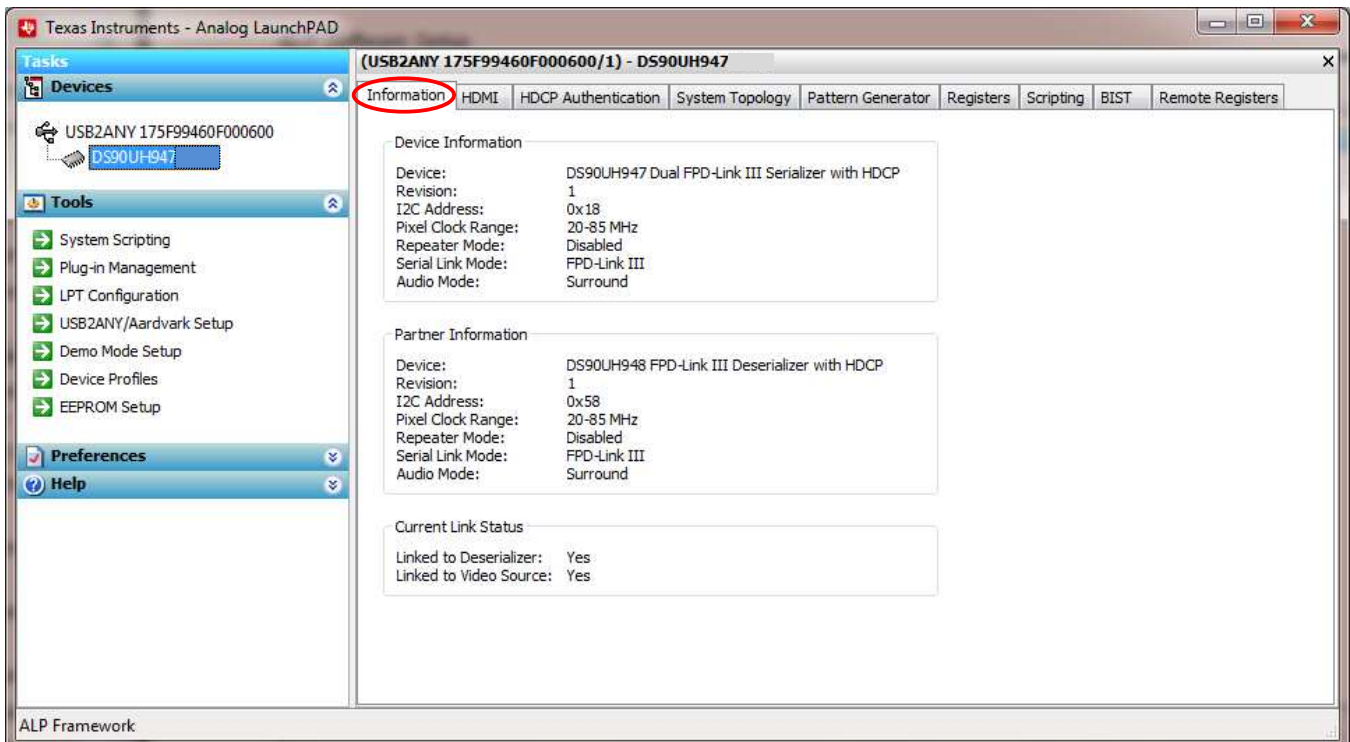 Texas Instruments - Analog LaunchPAD
Tasks
Devices
USB2ANY 175F99460F000600
DS90UH947
Tools
System Scripting
Plug-in Management
LPT Configuration
USB2ANY/Aardvark Setup
Demo Mode Setup
Device Profiles
EEPROM Setup
Preferences
Help
(USB2ANY 175F99460F000600/1) - DS90UH947
Information HDMI HDCP Authentication System Topology Pattern Generator Registers Scripting BIST Remote Registers
Device Information
Device: DS90UH947 Dual FPD-Link III Serializer with HDCP
Revision: 1
I2C Address: 0x18
Pixel Clock Range: 20-85 MHz
Repeater Mode: Disabled
Serial Link Mode: FPD-Link III
Audio Mode: Surround
Partner Information
Device: DS90UH948 FPD-Link III Deserializer with HDCP
Revision: 1
I2C Address: 0x58
Pixel Clock Range: 20-85 MHz
Repeater Mode: Disabled
Serial Link Mode: FPD-Link III
Audio Mode: Surround
Current Link Status
Linked to Deserializer: Yes
Linked to Video Source: Yes
ALP Framework